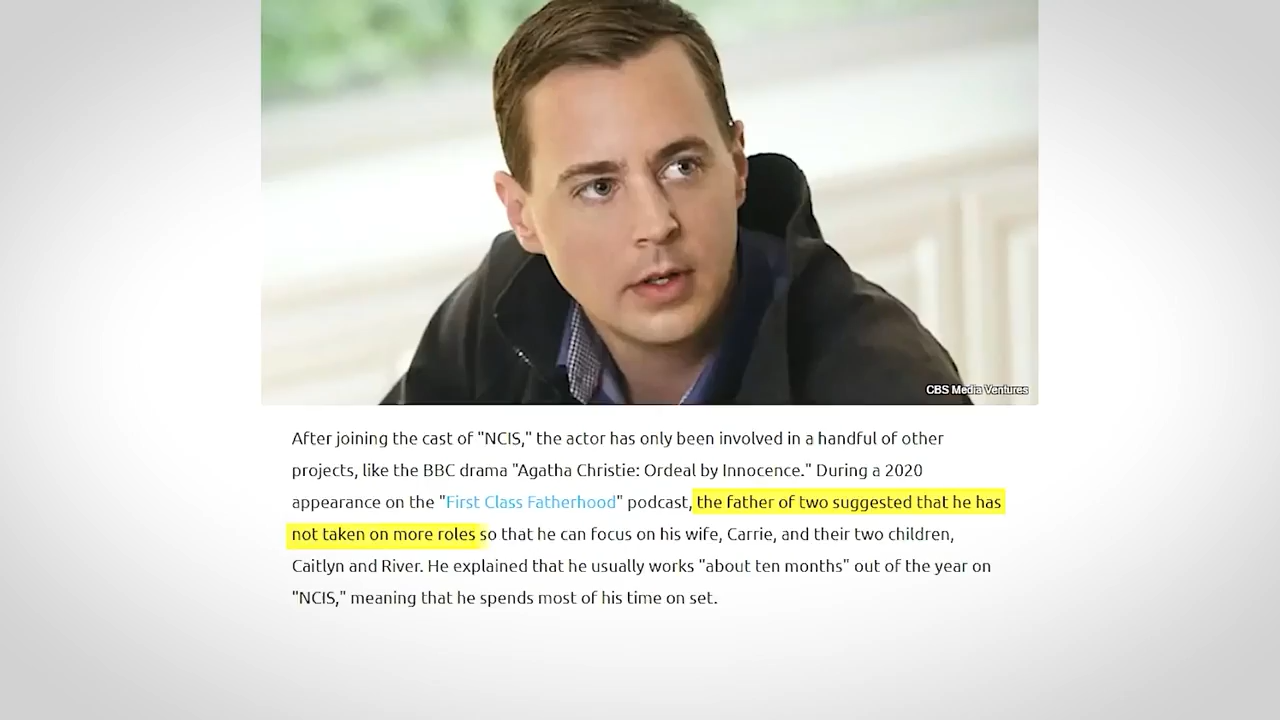 CBS Media Ventures
After joining the cast of "NCIS," the actor has only been involved in a handful of other
projects, like the BBC drama "Agatha Christie: Ordeal by Innocence." During a 2020
appearance on the "First Class Fatherhood" podcast, the father of two suggested that he has
not taken on more roles so that he can focus on his wife, Carrie, and their two children,
Caitlyn and River. He explained that he usually works "about ten months" out of the year on
"NCIS," meaning that he spends most of his time on set.